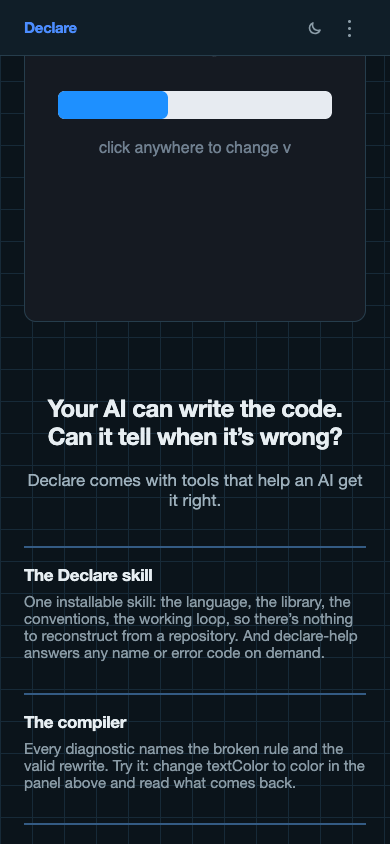 Declare
click anywhere to change v
Your AI can write the code.
Can it tell when it’s wrong?
Declare comes with tools that help an AI get
it right.
The Declare skill
One installable skill: the language, the library, the
conventions, the working loop, so there’s nothing
to reconstruct from a repository. And declare-help
answers any name or error code on demand.
The compiler
Every diagnostic names the broken rule and the
valid rewrite. Try it: change textColor to color in the
panel above and read what comes back.